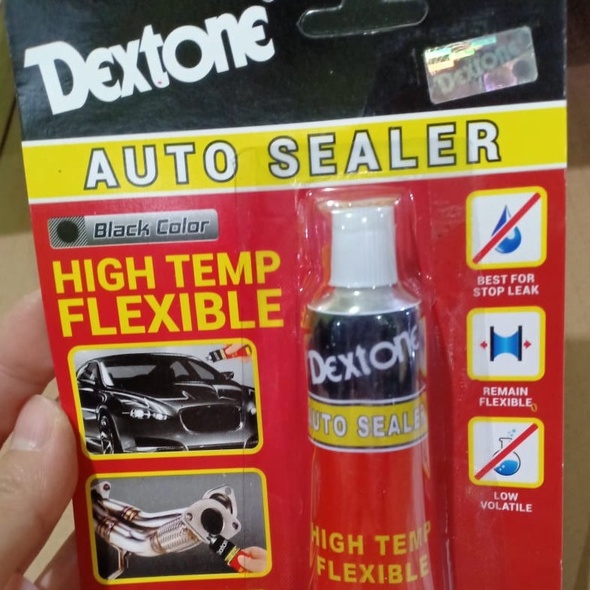 Dextone
Dextone
AUTO SEALER
Black Color
HIGH TEMP
FLEXIBLE
BEST FOR
STOP LEAK
REMAIN
FLEXIBLE
LOW
VOLATILE
Dextone
AUTO SEALER
HIGH TEMP
FLEXIBLE